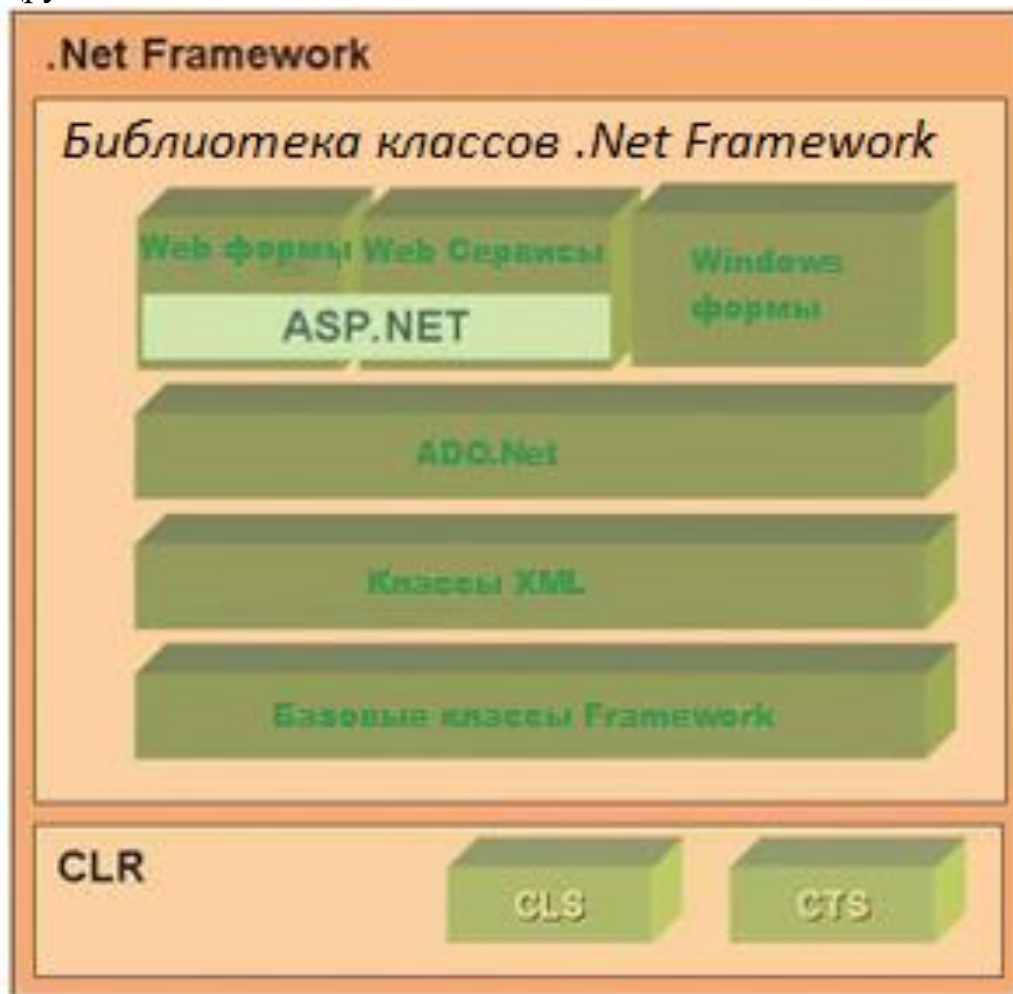 .Net Framework
Библиотека классов .Net Framework
Web формы
Web Сервисы
Windows
формы
ASP.NET
ADO.Net
Классы XML
Базовые классы Framework
CLR
CLS
CTS